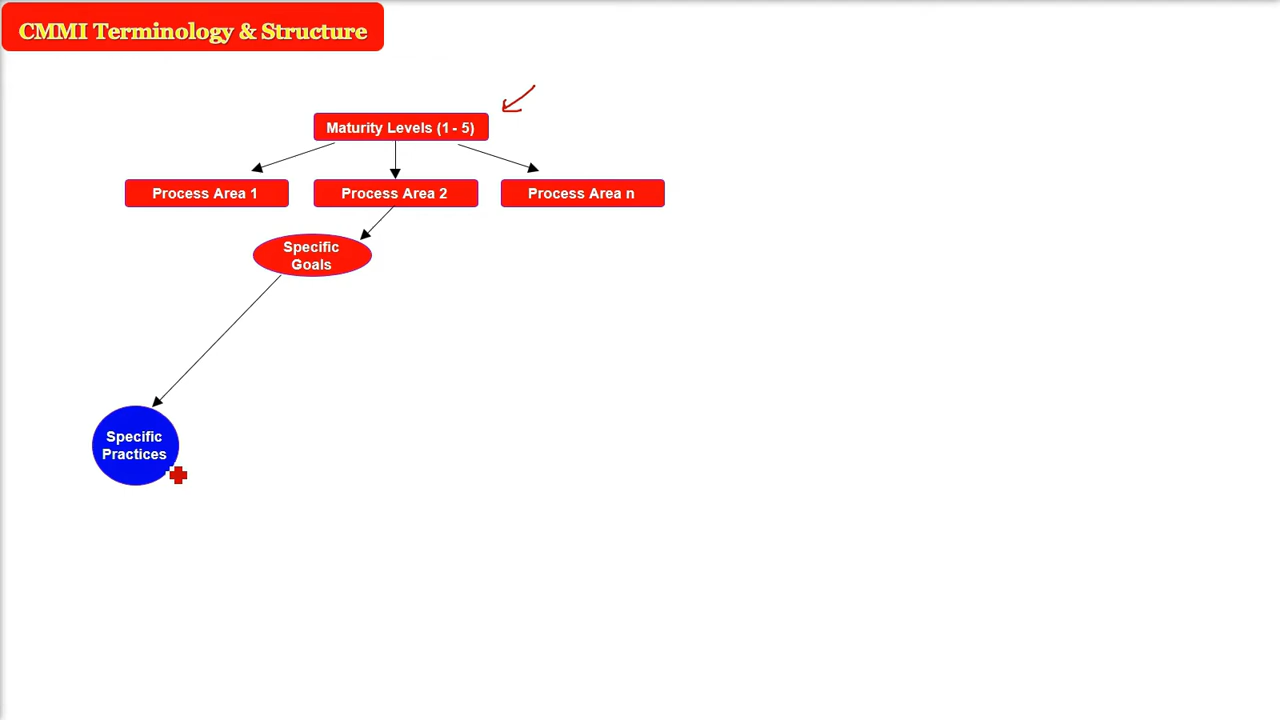 CMMI Terminology & Structure
Maturity Levels (1 - 5)
Process Area 1
Process Area 2
Process Area n
Specific
Goals
Specific
Practices